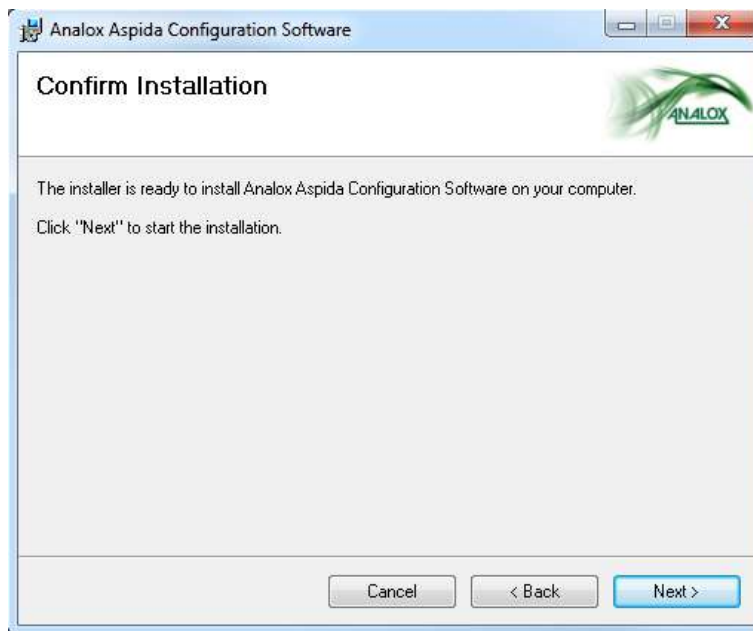 Analox Aspida Configuration Software
Confirm Installation
ANALOX
The installer is ready to install Analox Aspida Configuration Software on your computer.
Click "Next" to start the installation.
Cancel
< Back
Next >